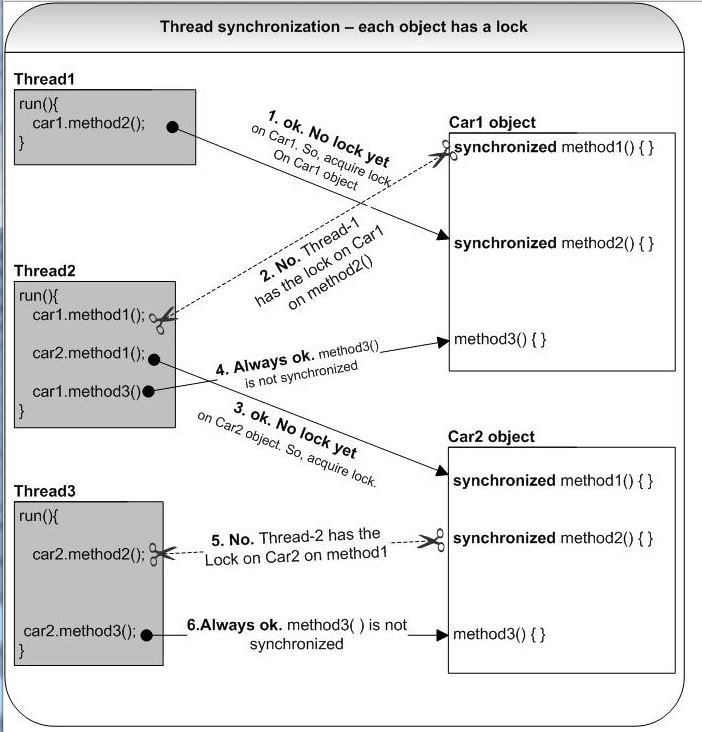 Thread synchronization – each object has a lock
Thread1
run(){
car1.method2();
}
1. ok. No lock yet
on Car1. So, acquire lock
On Car1 object
Car1 object
synchronized method1() { }
synchronized method2() { }
method3() { }
2. No. Thread-1
has the lock on Car1
on method2()
Thread2
run(){
car1.method1();
car2.method1();
car1.method3()
}
4. Always ok. method3()
is not synchronized
3. ok. No lock yet
on Car2 object. So, acquire lock.
Car2 object
synchronized method1() { }
synchronized method2() { }
method3() { }
Thread3
run(){
car2.method2();
car2.method3();
}
5. No. Thread-2 has the
Lock on Car2 on method1
6.Always ok. method3( ) is not
synchronized